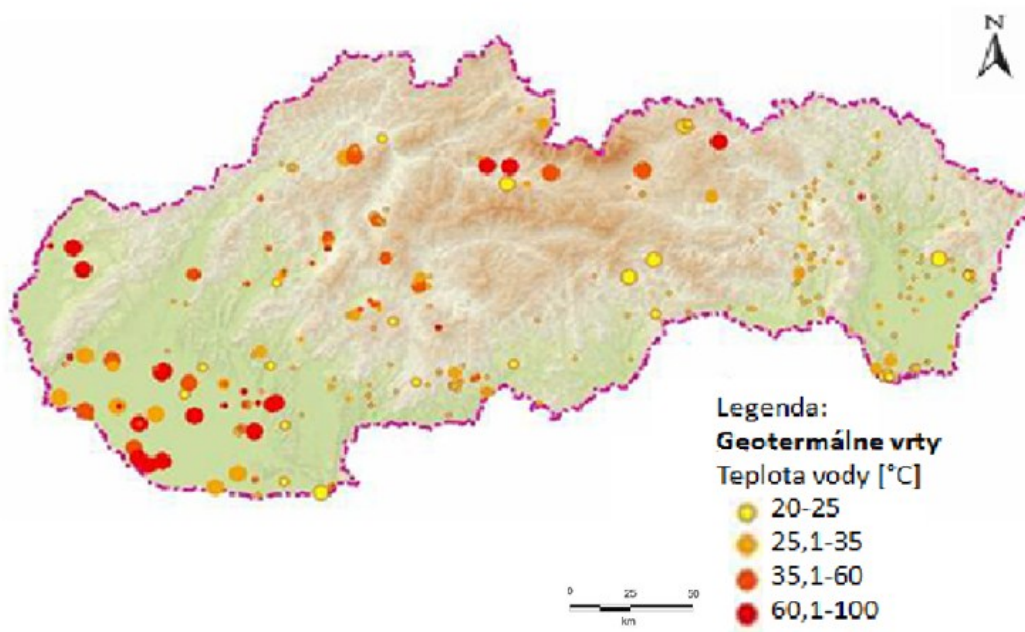 N
Legenda:
Geotermálne vrty
Teplota vody [°C]
20-25
25,1-35
35,1-60
60,1-100
0 25 50
km